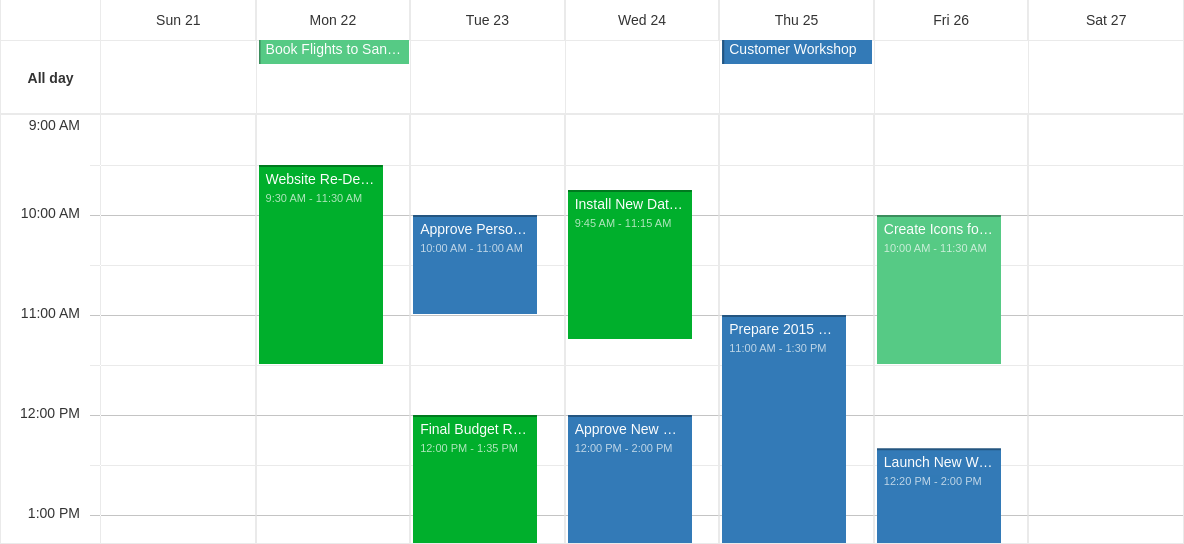 Sun 21
Mon 22
Tue 23
Wed 24
Thu 25
Fri 26
Sat 27
All day
Book Flights to San…
Customer Workshop
9:00 AM
10:00 AM
11:00 AM
12:00 PM
1:00 PM
Website Re-De…
9:30 AM - 11:30 AM
Approve Perso…
10:00 AM - 11:00 AM
Final Budget R…
12:00 PM - 1:35 PM
Install New Dat…
9:45 AM - 11:15 AM
Approve New …
12:00 PM - 2:00 PM
Prepare 2015 …
11:00 AM - 1:30 PM
Create Icons fo…
10:00 AM - 11:30 AM
Launch New W…
12:20 PM - 2:00 PM